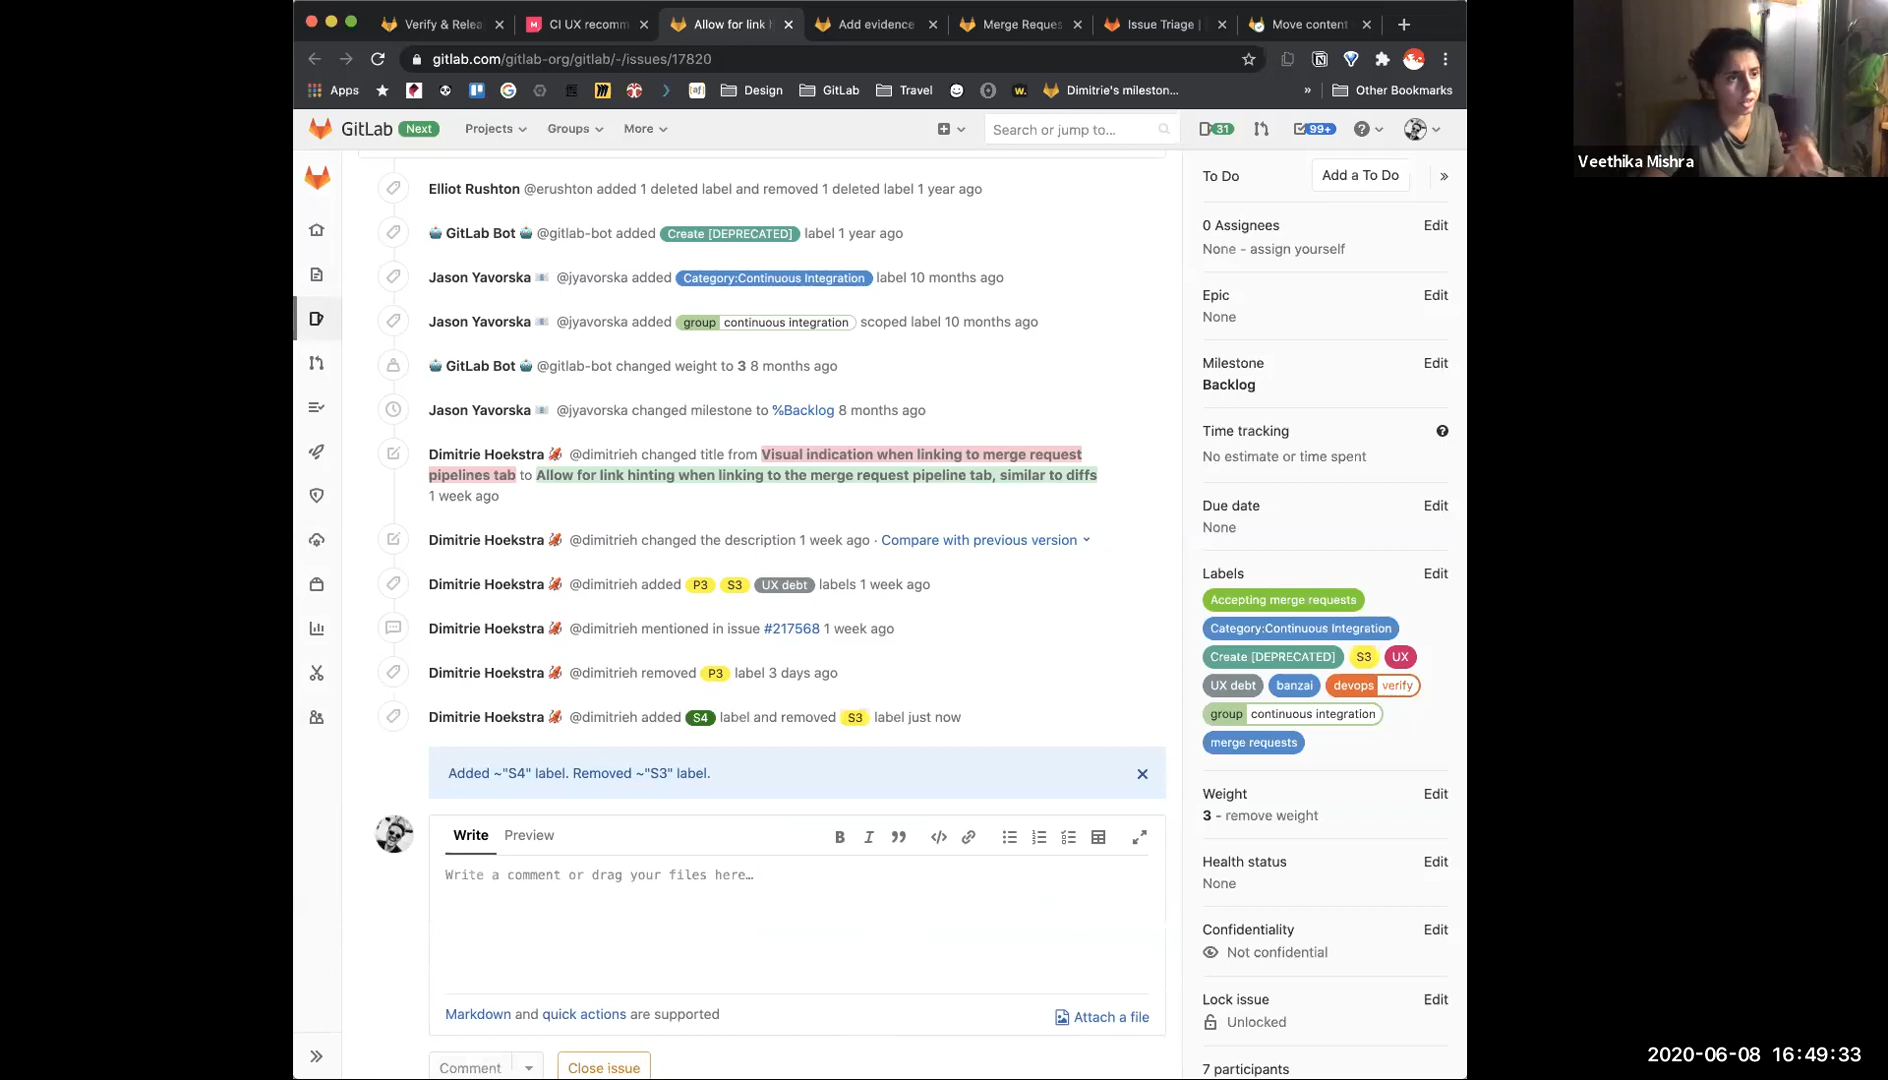 Verify & Relea
CI UX recomm
Allow for link h
Add evidence
Merge Reques
Issue Triage |
Move content
gitlab.com/gitlab-org/gitlab/-/issues/17820
Apps
Design
GitLab
Travel
Dimitrie's mileston...
»
Other Bookmarks
GitLab Next
Projects
Groups
More
Search or jump to...
31
99+
Elliot Rushton @erushton added 1 deleted label and removed 1 deleted label 1 year ago
GitLab Bot @gitlab-bot added Create [DEPRECATED] label 1 year ago
Jason Yavorska @jyavorska added Category:Continuous Integration label 10 months ago
Jason Yavorska @jyavorska added group continuous integration scoped label 10 months ago
GitLab Bot @gitlab-bot changed weight to 3 8 months ago
Jason Yavorska @jyavorska changed milestone to %Backlog 8 months ago
Dimitrie Hoekstra @dimitrieh changed title from Visual indication when linking to merge request
pipelines tab to Allow for link hinting when linking to the merge request pipeline tab, similar to diffs
1 week ago
Dimitrie Hoekstra @dimitrieh changed the description 1 week ago · Compare with previous version
Dimitrie Hoekstra @dimitrieh added P3 S3 UX debt labels 1 week ago
Dimitrie Hoekstra @dimitrieh mentioned in issue #217568 1 week ago
Dimitrie Hoekstra @dimitrieh removed P3 label 3 days ago
Dimitrie Hoekstra @dimitrieh added S4 label and removed S3 label just now
Added ~"S4" label. Removed ~"S3" label.
Write
Preview
Write a comment or drag your files here…
Markdown and quick actions are supported
Attach a file
Comment
Close issue
To Do
Add a To Do
»
0 Assignees
Edit
None - assign yourself
Epic
Edit
None
Milestone
Edit
Backlog
Time tracking
No estimate or time spent
Due date
Edit
None
Labels
Edit
Accepting merge requests
Category:Continuous Integration
Create [DEPRECATED] S3 UX
UX debt banzai devops verify
group continuous integration
merge requests
Weight
Edit
3 - remove weight
Health status
Edit
None
Confidentiality
Edit
Not confidential
Lock issue
Edit
Unlocked
7 participants
Veethika Mishra
2020-06-08 16:49:33